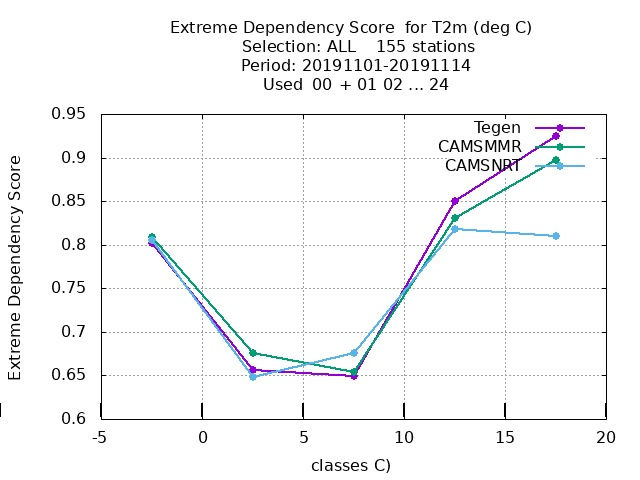 Extreme Dependency Score  for T2m (deg C)
Selection: ALL    155 stations
Period: 20191101-20191114
Used  00  + 01 02 ... 24
Extreme Dependency Score
0.95
0.9
0.85
0.8
0.75
0.7
0.65
0.6
Tegen
CAMSMMR
CAMSNRT
-5
0
5
10
15
20
classes C)